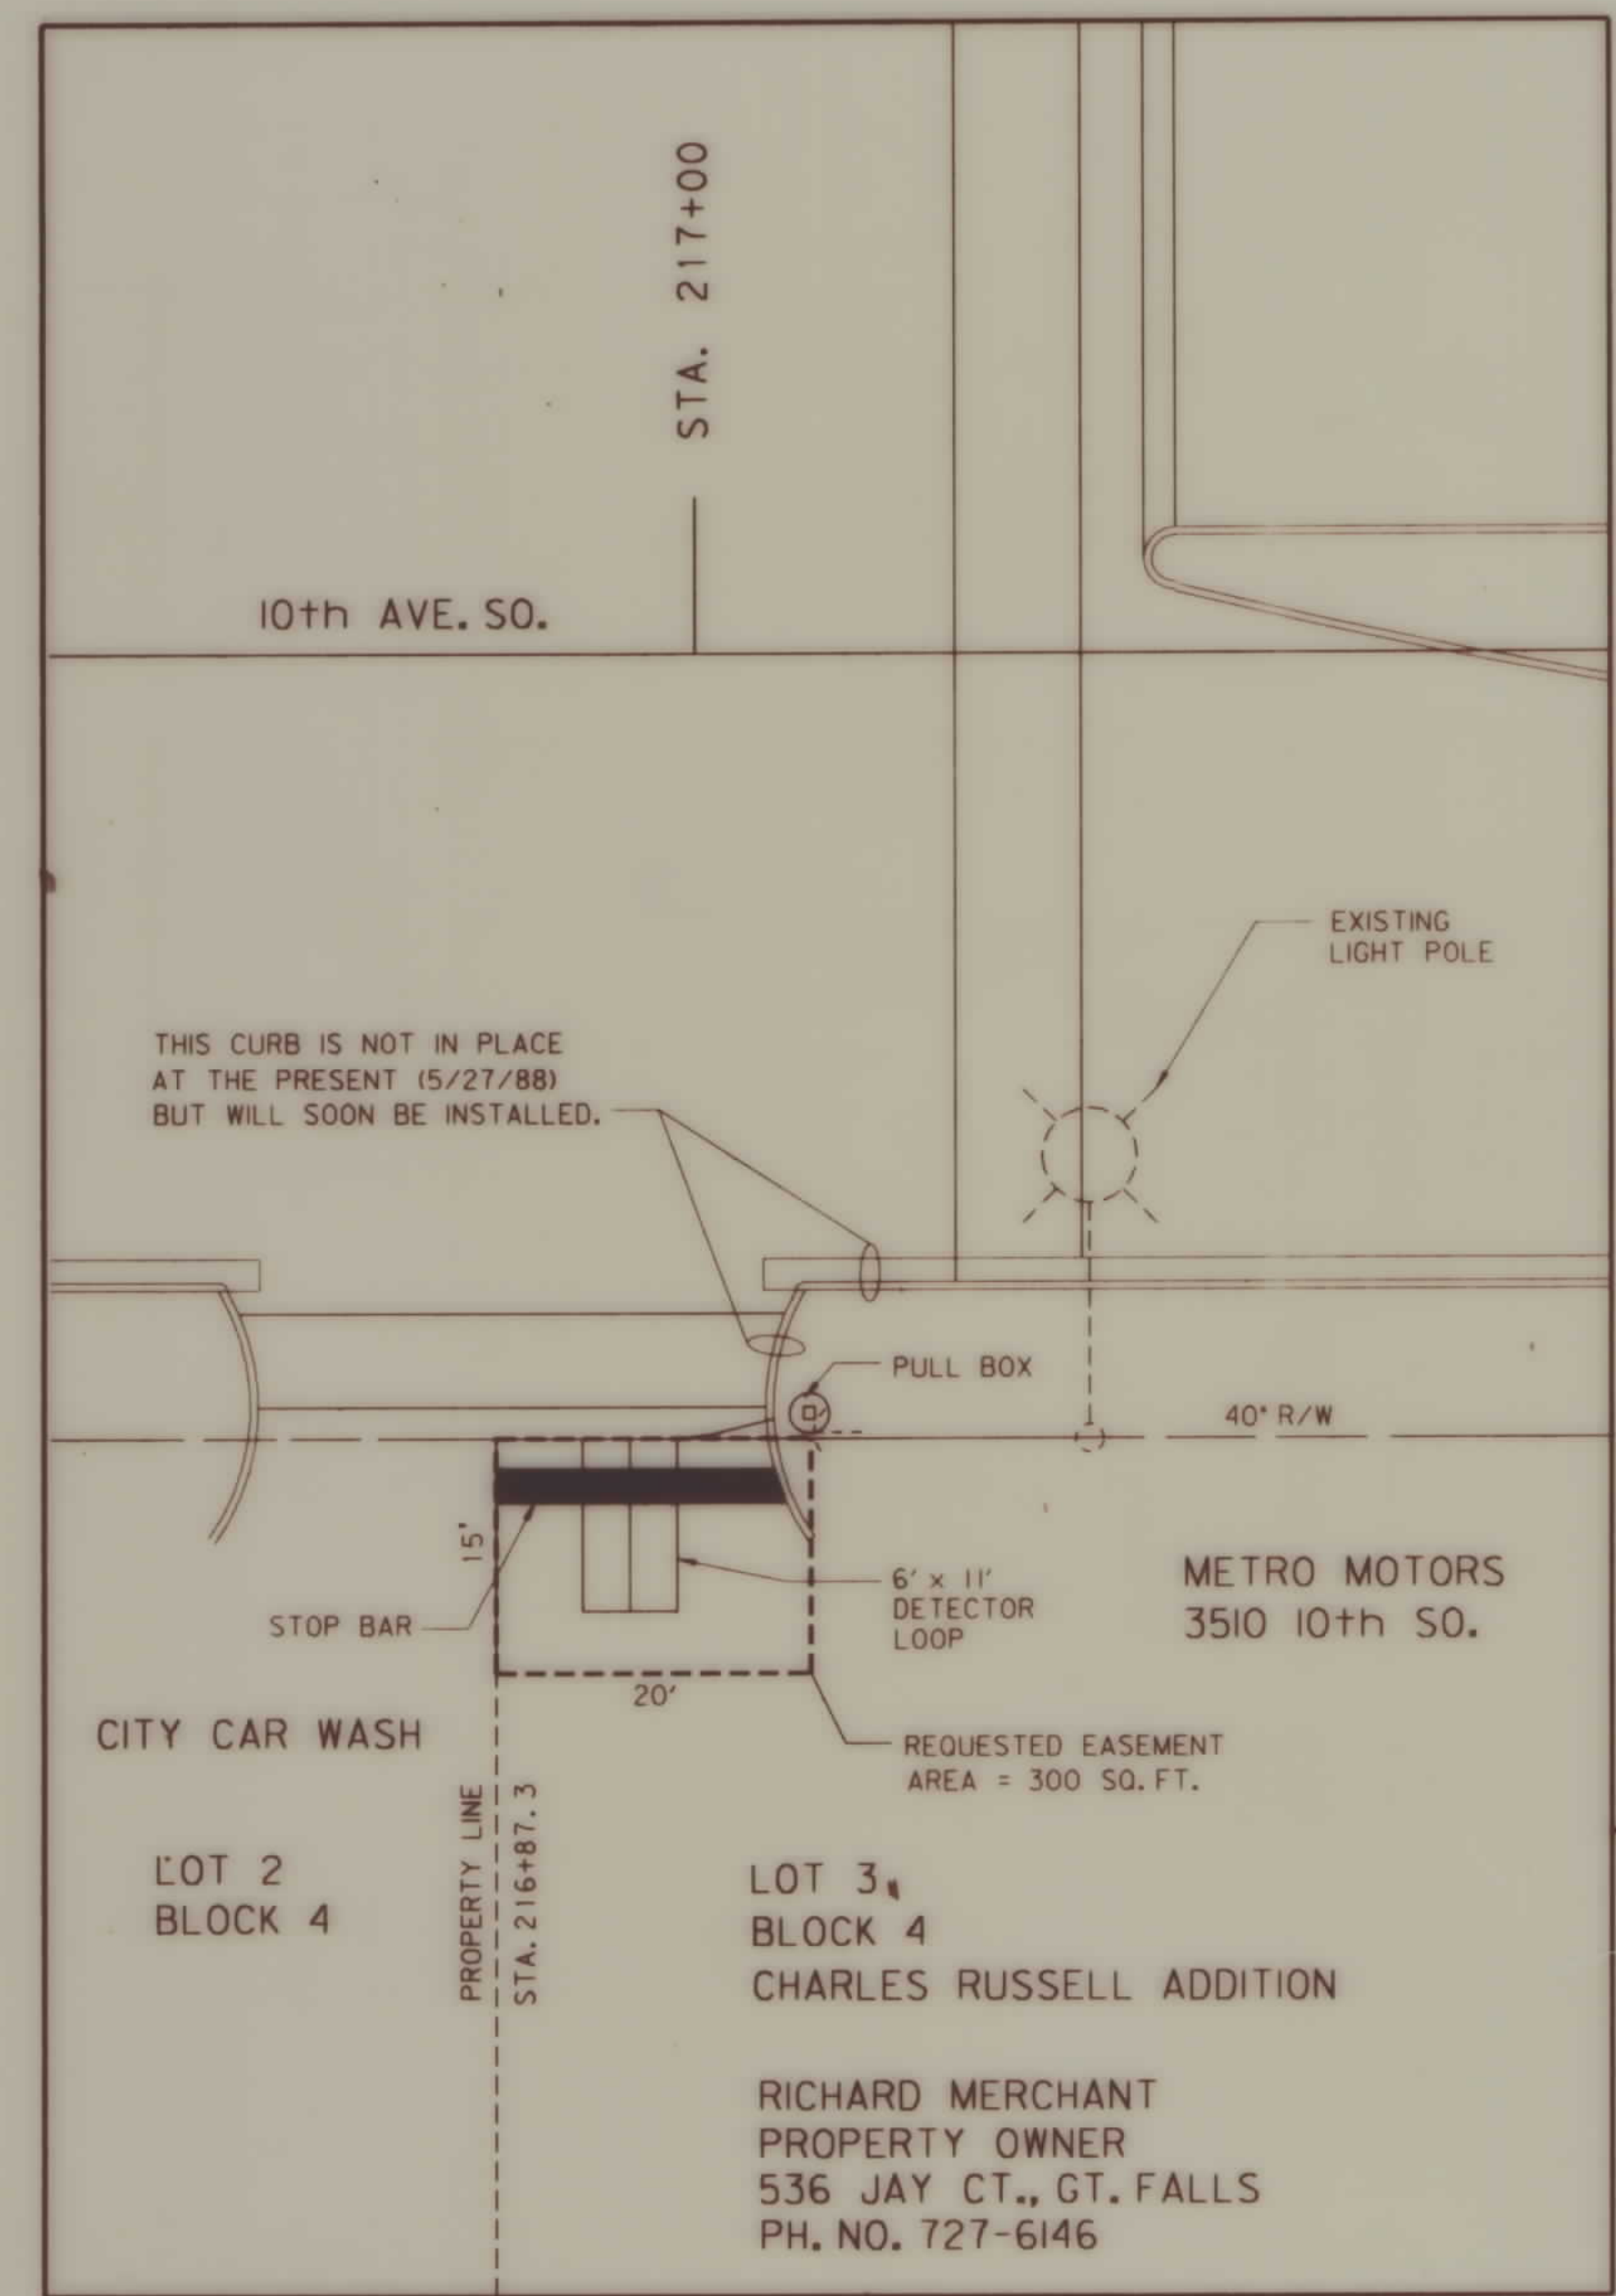 STA. 217+00
10th AVE. SO.
EXISTING
LIGHT POLE
THIS CURB IS NOT IN PLACE
AT THE PRESENT (5/27/88)
BUT WILL SOON BE INSTALLED.
PULL BOX
40' R/W
15'
6' x 11'
DETECTOR
LOOP
METRO MOTORS
3510 10th SO.
STOP BAR
20'
CITY CAR WASH
REQUESTED EASEMENT
AREA = 300 SQ. FT.
PROPERTY LINE
STA. 216+87.3
LOT 2
BLOCK 4
LOT 3
BLOCK 4
CHARLES RUSSELL ADDITION
RICHARD MERCHANT
PROPERTY OWNER
536 JAY CT., GT. FALLS
PH. NO. 727-6146